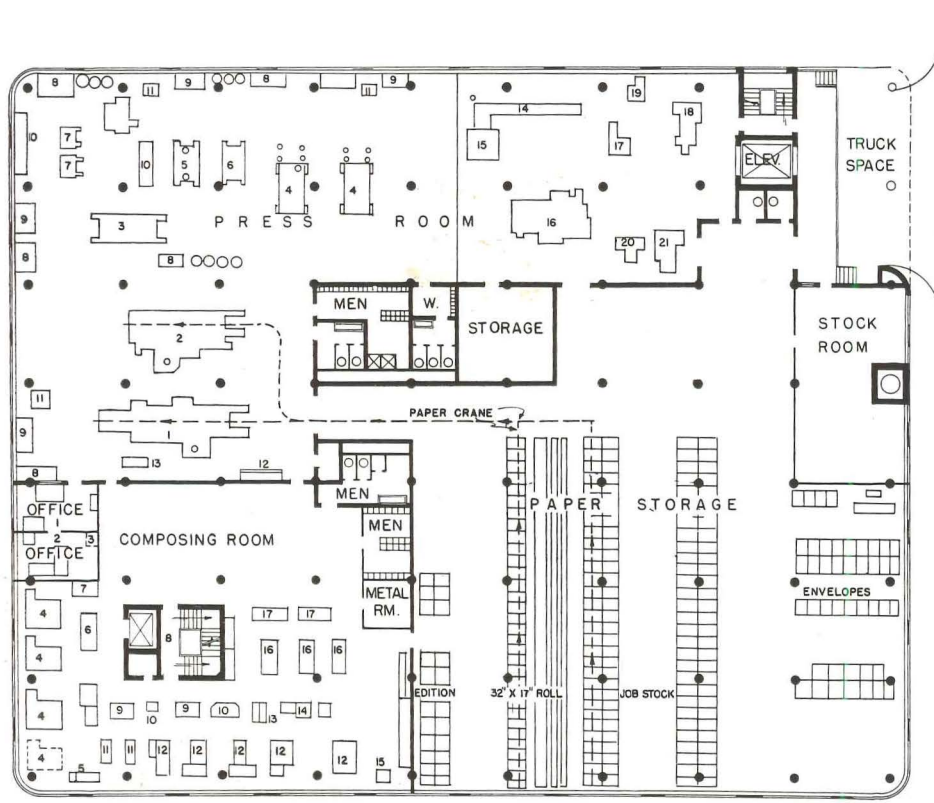 8 11 9 8 11 9
19
14
18
10 7 10 5 6 15 17 ELEV. TRUCK
SPACE
7 4 4
9 3 PRESS ROOM 16
20 21
8 8
MEN W. STORAGE STOCK
ROOM
2
11
PAPER CRANE
9 1
13 12
8 MEN
OFFICE
1
2 3
OFFICE
COMPOSING ROOM
MEN
PAPER STORAGE
7 METAL
RM.
ENVELOPES
4 6 8 17 17
4 16 16 16
EDITION 32" X 17" ROLL JOB STOCK
4 9 10 9 10 13 14
4 11 11 12 12 12 12 12 15
5